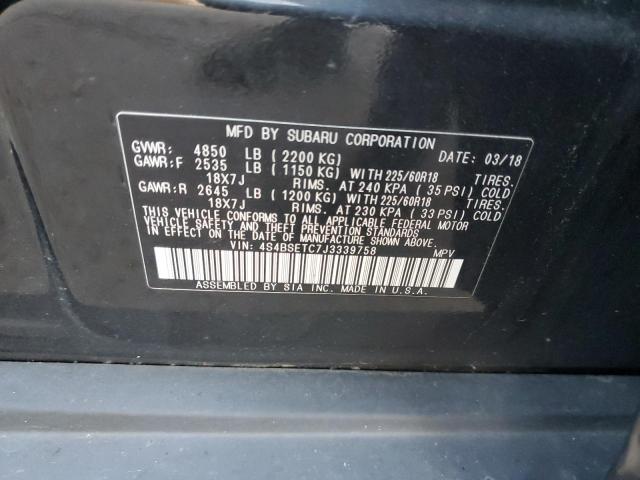 MFD BY SUBARU CORPORATION
GVWR: 4850 LB ( 2200 KG) DATE: 03/18
GAWR:F 2535 LB ( 1150 KG) WITH 225/60R18 TIRES.
18X7J RIMS. AT 240 KPA ( 35 PSI) COLD
GAWR:R 2645 LB ( 1200 KG) WITH 225/60R18 TIRES.
18X7J RIMS. AT 230 KPA ( 33 PSI) COLD
THIS VEHICLE CONFORMS TO ALL APPLICABLE FEDERAL MOTOR
VEHICLE SAFETY AND THEFT PREVENTION STANDARDS
IN EFFECT ON THE DATE OF MANUFACTURE SHOWN ABOVE.
VIN: 4S4BSETC7J3339758 MPV
ASSEMBLED BY SIA INC. MADE IN U.S.A.